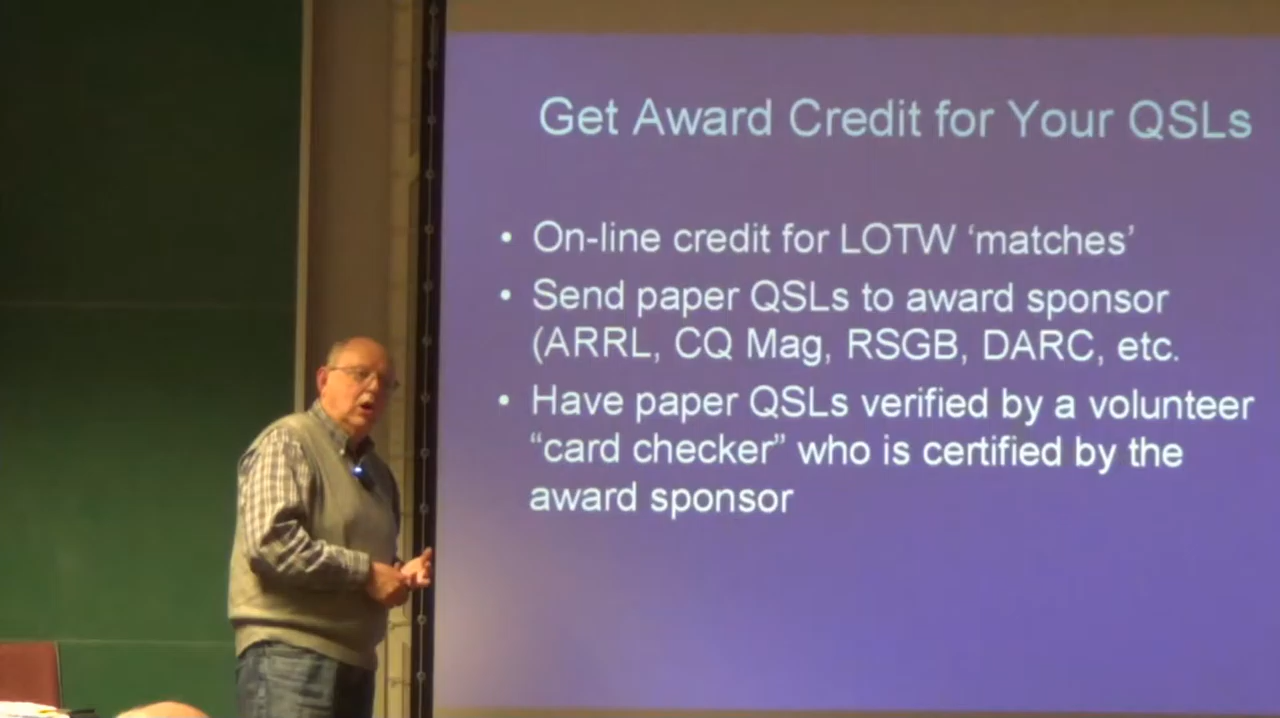 Get Award Credit for Your QSLs
• On-line credit for LOTW ‘matches’
• Send paper QSLs to award sponsor
(ARRL, CQ Mag, RSGB, DARC, etc.
• Have paper QSLs verified by a volunteer
“card checker” who is certified by the
award sponsor